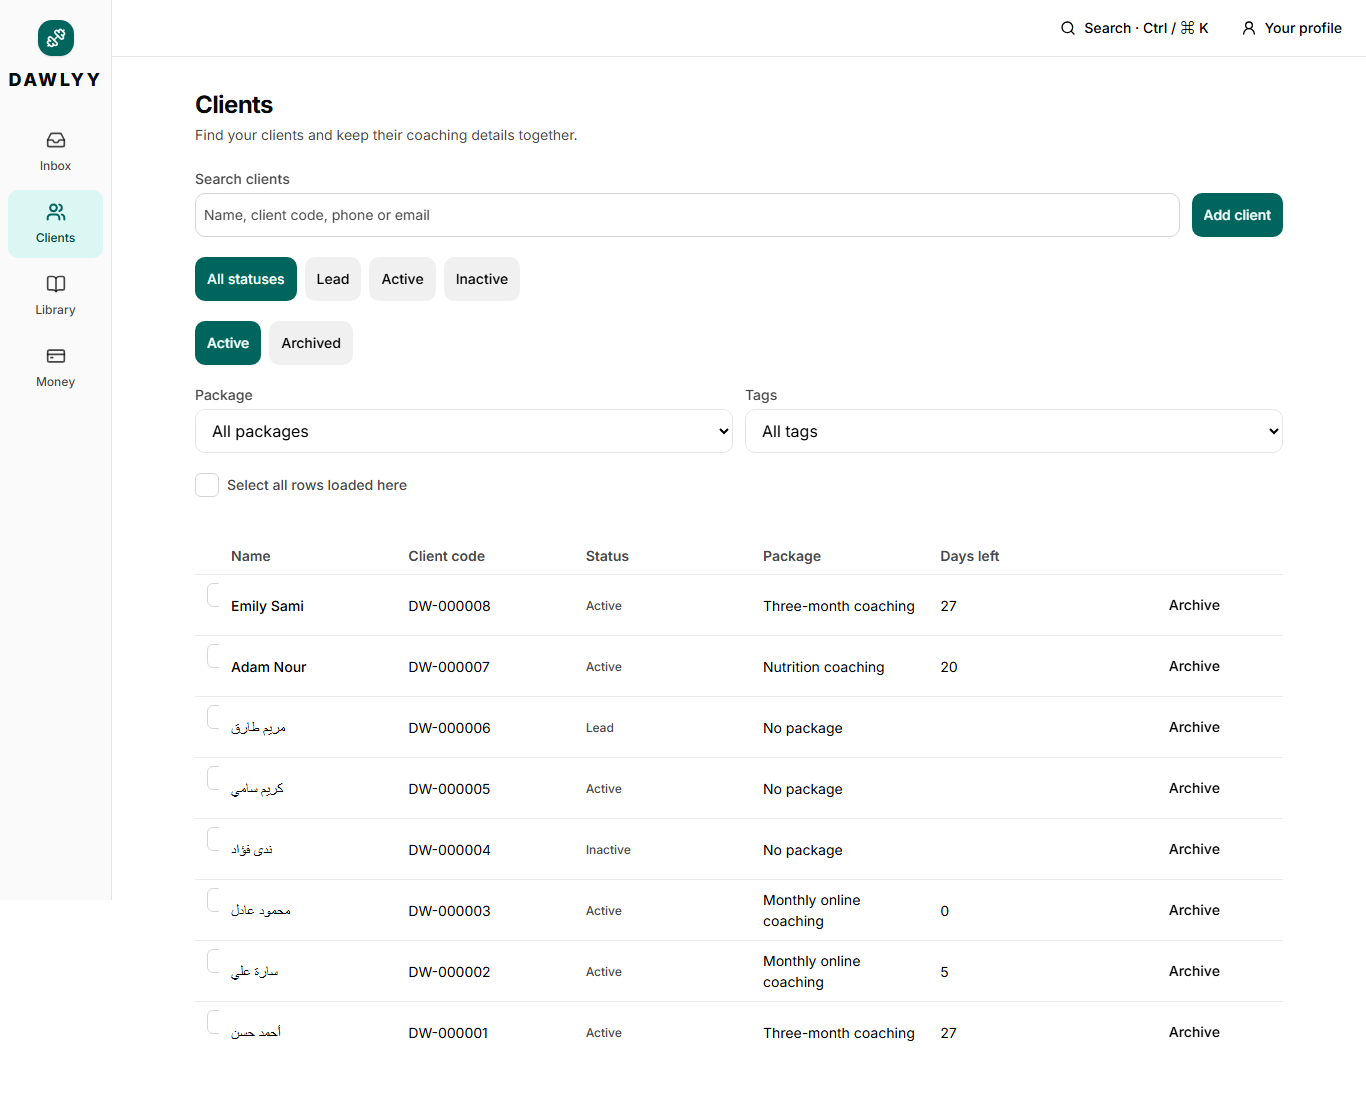 DAWLYY
Search · Ctrl / ⌘ K
Your profile
Inbox
Clients
Library
Money
Clients
Find your clients and keep their coaching details together.
Search clients
Name, client code, phone or email
Add client
All statuses Lead Active Inactive
Active Archived
Package Tags
All packages All tags
Select all rows loaded here
Name Client code Status Package Days left
Emily Sami DW-000008 Active Three-month coaching 27 Archive
Adam Nour DW-000007 Active Nutrition coaching 20 Archive
مريم طارق DW-000006 Lead No package Archive
كريم سامي DW-000005 Active No package Archive
ندى فؤاد DW-000004 Inactive No package Archive
محمود عادل DW-000003 Active Monthly online coaching 0 Archive
سارة علي DW-000002 Active Monthly online coaching 5 Archive
أحمد حسن DW-000001 Active Three-month coaching 27 Archive